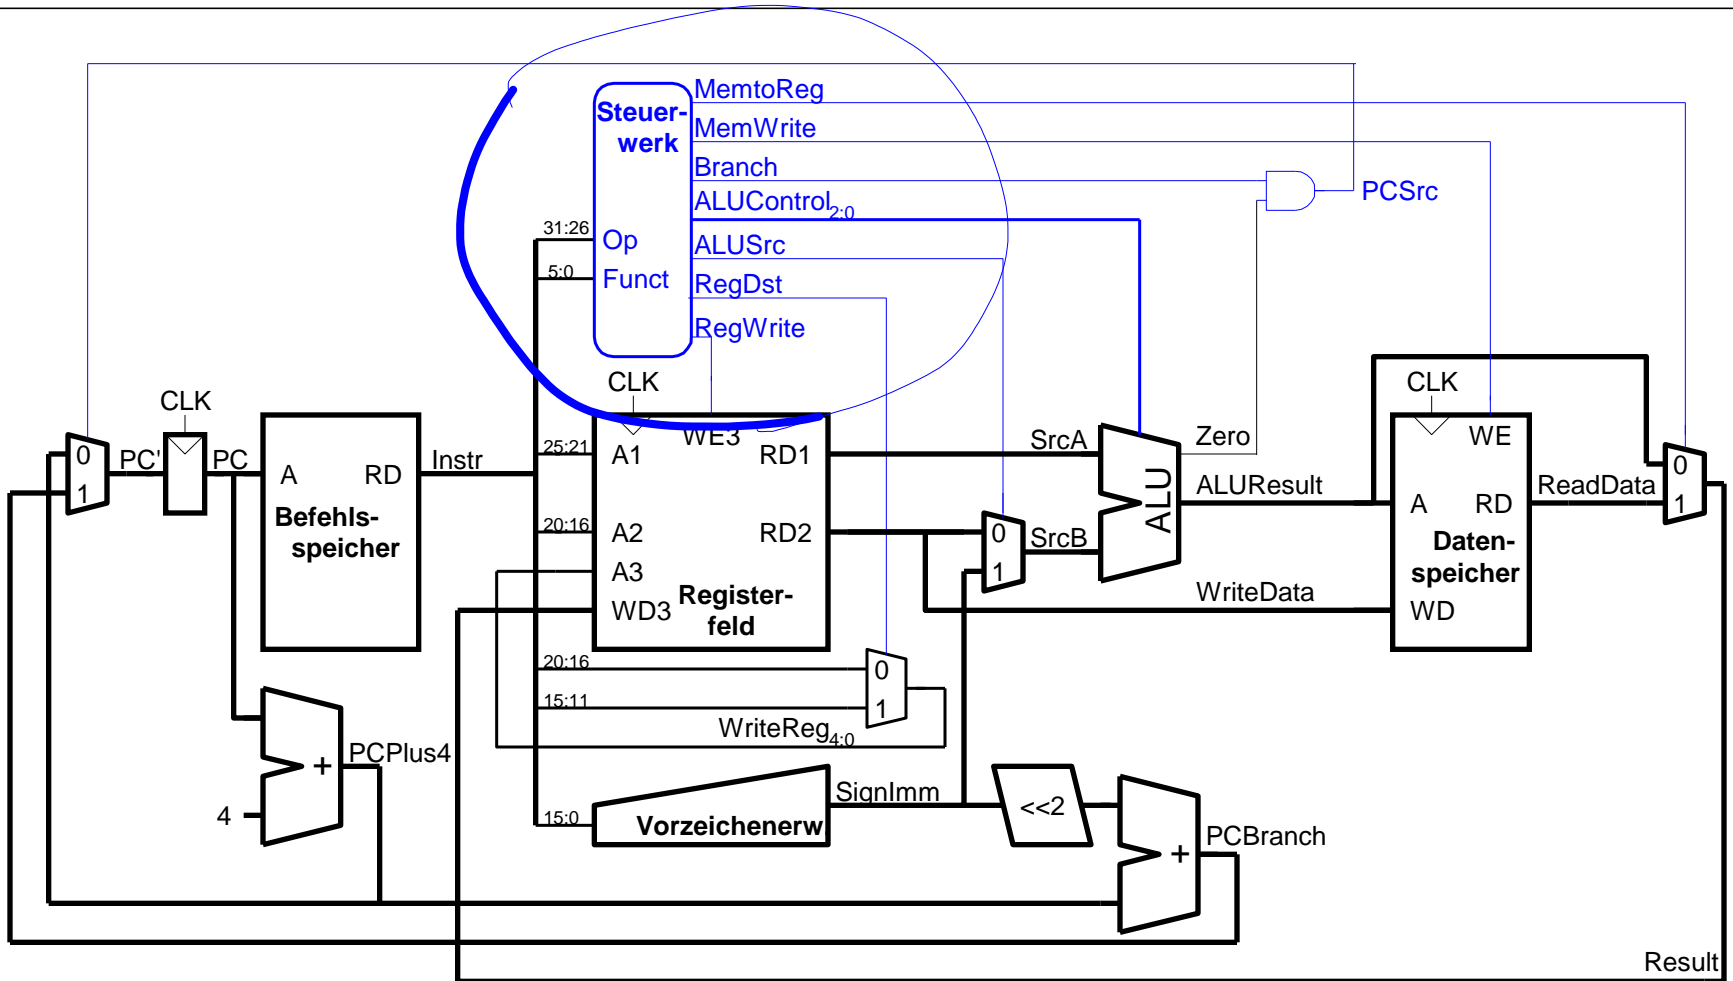 MemtoReg
Steuer-
werk
MemWrite
Branch
ALUControl2:0
PCSrc
31:26
Op
ALUSrc
5:0
Funct
RegDst
RegWrite
CLK
CLK
CLK
0
1
PC'
PC
A
RD
Befehls-
speicher
Instr
25:21
A1
WE3
RD1
20:16
A2
RD2
A3
WD3
Register-
feld
SrcA
0
1
SrcB
ALU
Zero
ALUResult
WriteData
WE
A
RD
Daten-
speicher
WD
ReadData
0
1
20:16
0
15:11
1
WriteReg4:0
PCPlus4
+
4
15:0
Vorzeichenerw
SignImm
<<2
+
PCBranch
Result